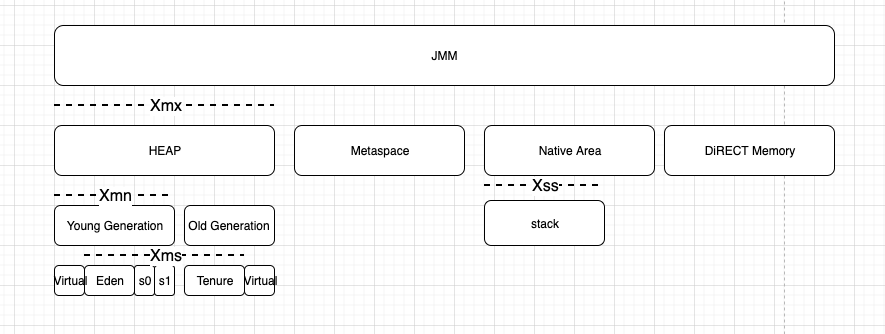 JMM
Xmx
HEAP
Metaspace
Native Area
DiRECT Memory
Xmn
Xss
Young Generation
Old Generation
stack
Xms
Virtual
Eden
s0
s1
Tenure
Virtual